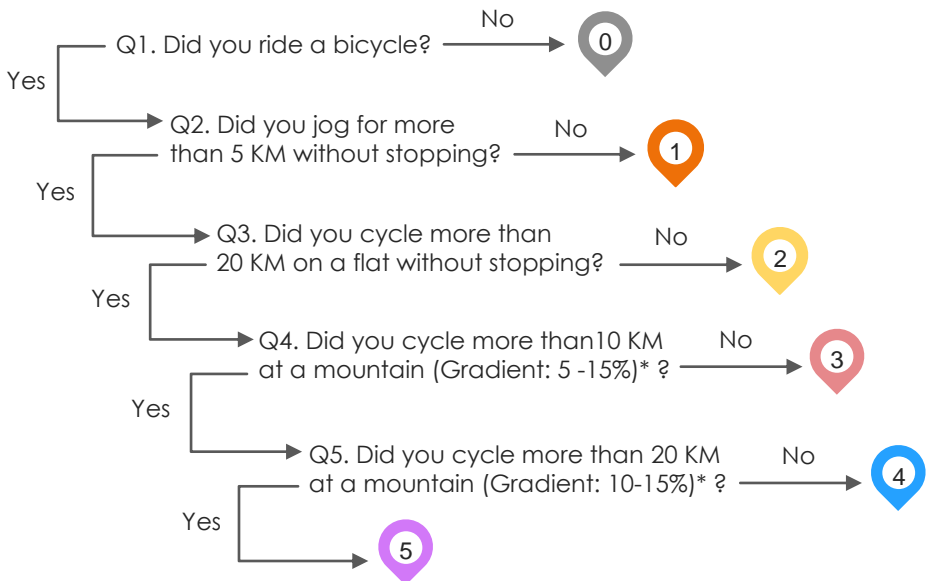 No
Q1. Did you ride a bicycle?
0
Yes
Q2. Did you jog for more
than 5 KM without stopping?
No
1
Yes
Q3. Did you cycle more than
20 KM on a flat without stopping?
No
2
Yes
Q4. Did you cycle more than10 KM
at a mountain (Gradient: 5 -15%)* ?
No
3
Yes
Q5. Did you cycle more than 20 KM
at a mountain (Gradient: 10-15%)* ?
No
4
Yes
5